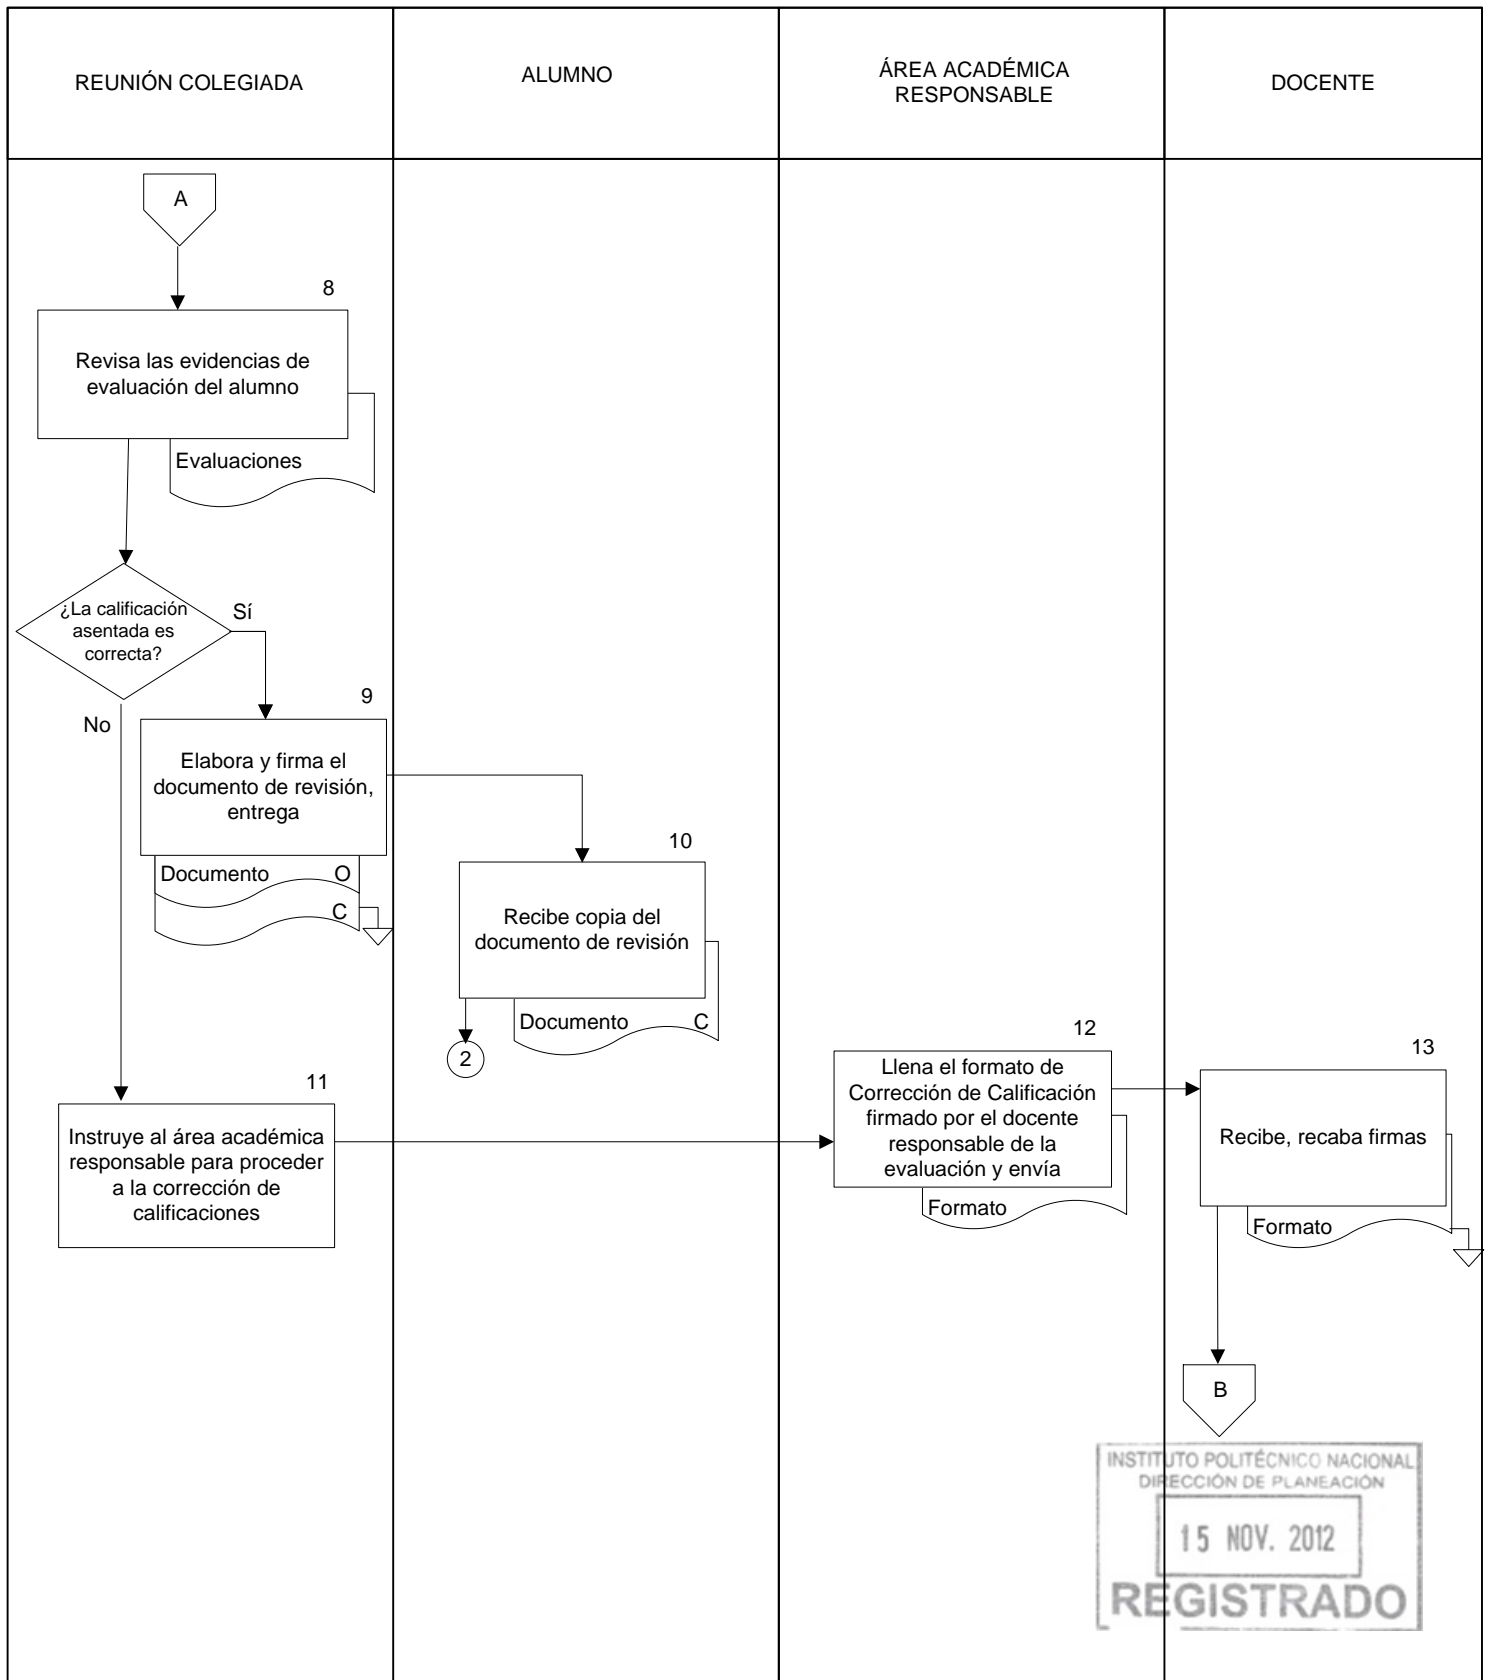 REUNIÓN COLEGIADA
ALUMNO
ÁREA ACADÉMICA
RESPONSABLE
DOCENTE
A
8
Revisa las evidencias de
evaluación del alumno
Evaluaciones
¿La calificación
asentada es
correcta?
Sí
No
9
Elabora y firma el
documento de revisión,
entrega
Documento O
C
10
Recibe copia del
documento de revisión
Documento C
2
11
Instruye al área académica
responsable para proceder
a la corrección de
calificaciones
12
Llena el formato de
Corrección de Calificación
firmado por el docente
responsable de la
evaluación y envía
Formato
13
Recibe, recaba firmas
Formato
B
INSTITUTO POLITÉCNICO NACIONAL
DIRECCIÓN DE PLANEACIÓN
15 NOV. 2012
REGISTRADO